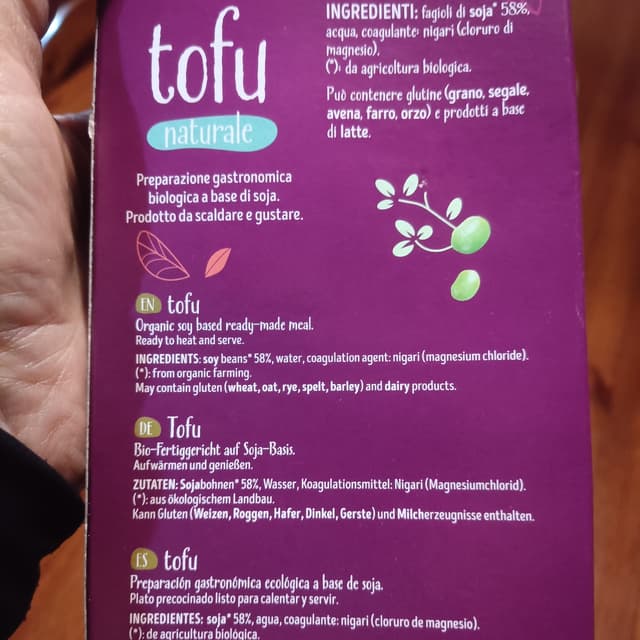 tofu
naturale
Preparazione gastronomica
biologica a base di soja.
Prodotto da scaldare e gustare.
INGREDIENTI: fagioli di soja* 58%,
acqua, coagulante: nigari (cloruro di
magnesio).
(*): da agricoltura biologica.
Può contenere glutine (grano, segale,
avena, farro, orzo) e prodotti a base
di latte.
EN tofu
Organic soy based ready-made meal.
Ready to heat and serve.
INGREDIENTS: soy beans* 58%, water, coagulation agent: nigari (magnesium chloride).
(*): from organic farming.
May contain gluten (wheat, oat, rye, spelt, barley) and dairy products.
DE Tofu
Bio-Fertiggericht auf Soja-Basis.
Aufwärmen und genießen.
ZUTATEN: Sojabohnen* 58%, Wasser, Koagulationsmittel: Nigari (Magnesiumchlorid).
(*): aus ökologischem Landbau.
Kann Gluten (Weizen, Roggen, Hafer, Dinkel, Gerste) und Milcherzeugnisse enthalten.
ES tofu
Preparación gastronómica ecológica a base de soja.
Plato precocinado listo para calentar y servir.
INGREDIENTES: soja* 58%, agua, coagulante: nigari (cloruro de magnesio).
(*): de agricultura biológica.